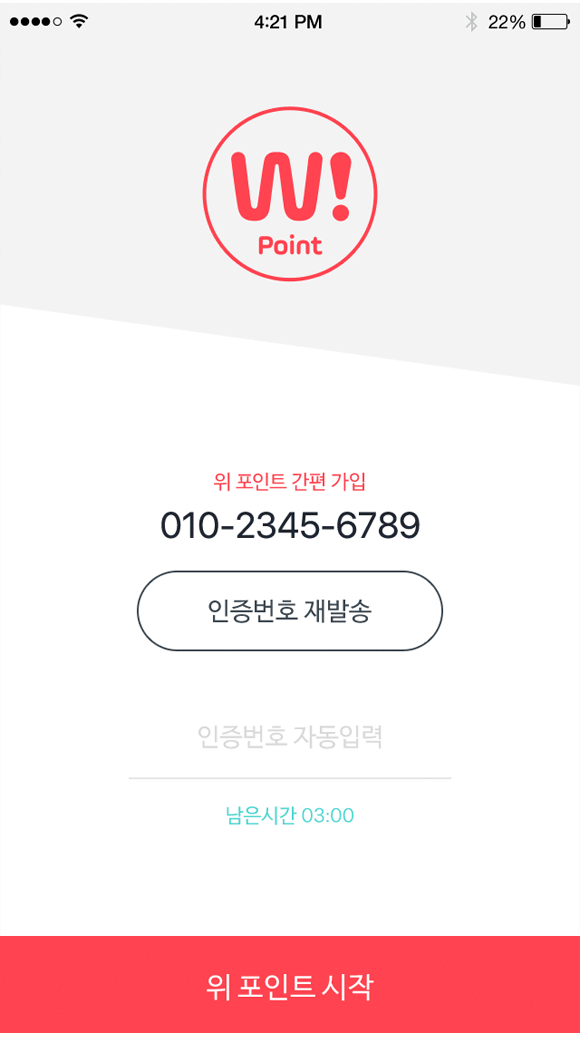 4:21 PM 22%
W!
Point
위 포인트 간편 가입
010-2345-6789
인증번호 재발송
인증번호 자동입력
남은시간 03:00
위 포인트 시작